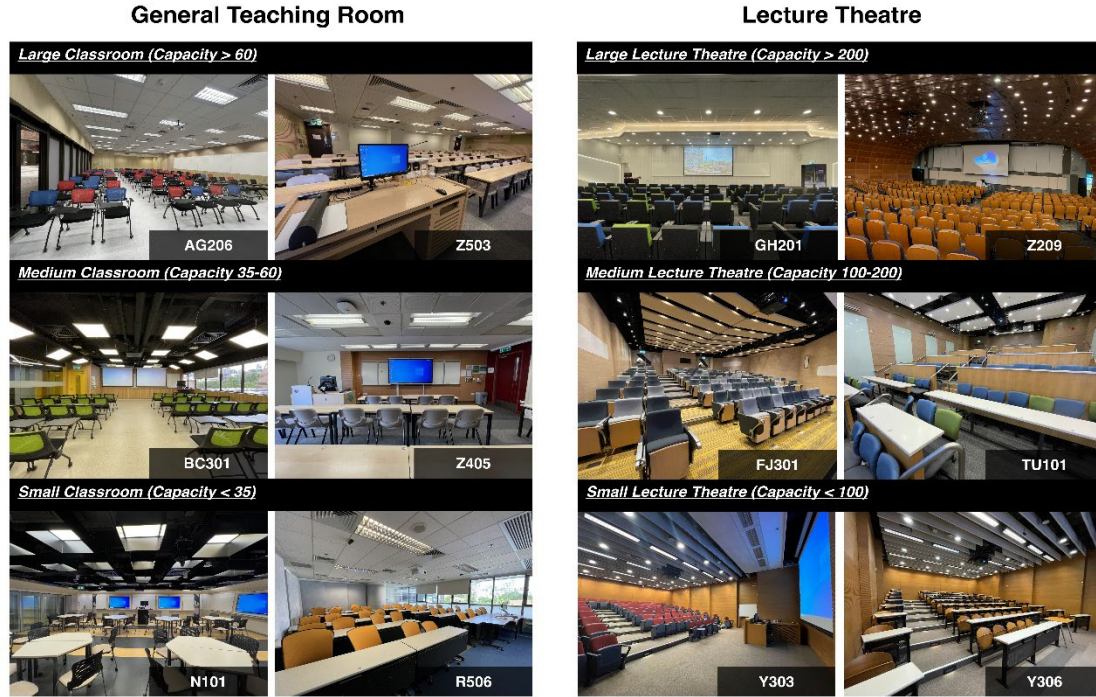 General Teaching Room
Large Classroom (Capacity > 60)
AG206
Z503
Medium Classroom (Capacity 35-60)
BC301
Z405
Small Classroom (Capacity < 35)
N101
R506
Lecture Theatre
Large Lecture Theatre (Capacity > 200)
GH201
Z209
Medium Lecture Theatre (Capacity 100-200)
FJ301
TU101
Small Lecture Theatre (Capacity < 100)
Y303
Y306